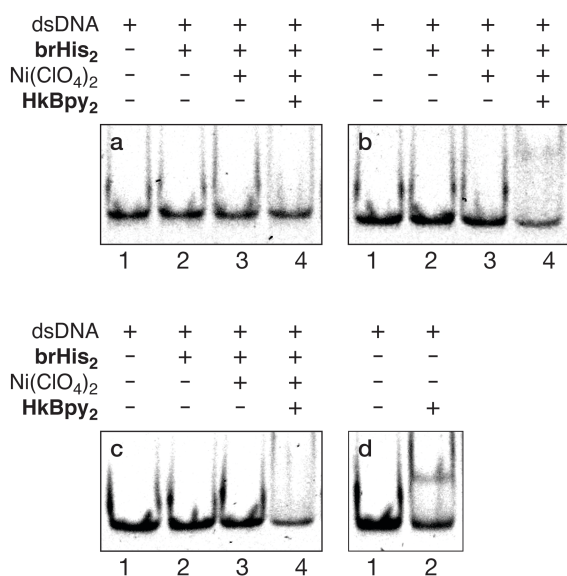 dsDNA + + + + + + + +
brHis₂ – + + + – + + +
Ni(ClO₄)₂ – – + + – – + +
HkBpy₂ – – – + – – – +
a b
1 2 3 4 1 2 3 4
dsDNA + + + + + +
brHis₂ – + + + – –
Ni(ClO₄)₂ – – + + – –
HkBpy₂ – – – + – +
c d
1 2 3 4 1 2